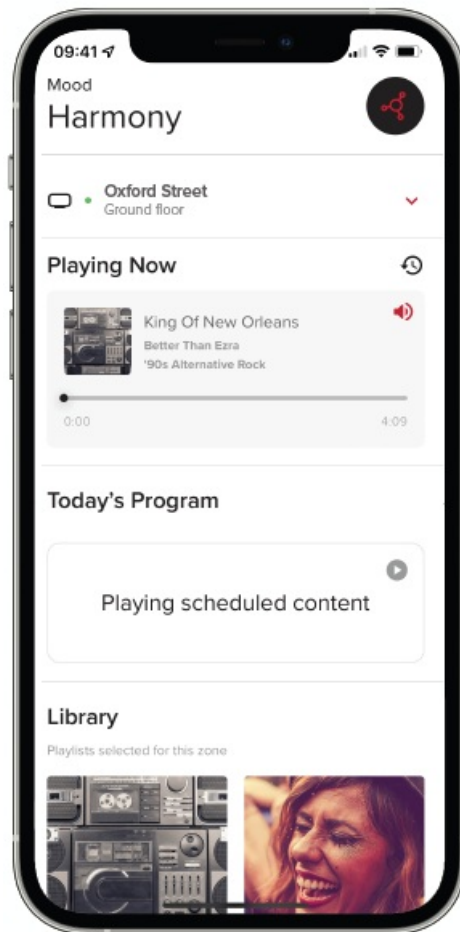 09:41
Mood
Harmony
Oxford Street
Ground floor
Playing Now
King Of New Orleans
Better Than Ezra
'90s Alternative Rock
0:00
4:09
Today's Program
Playing scheduled content
Library
Playlists selected for this zone